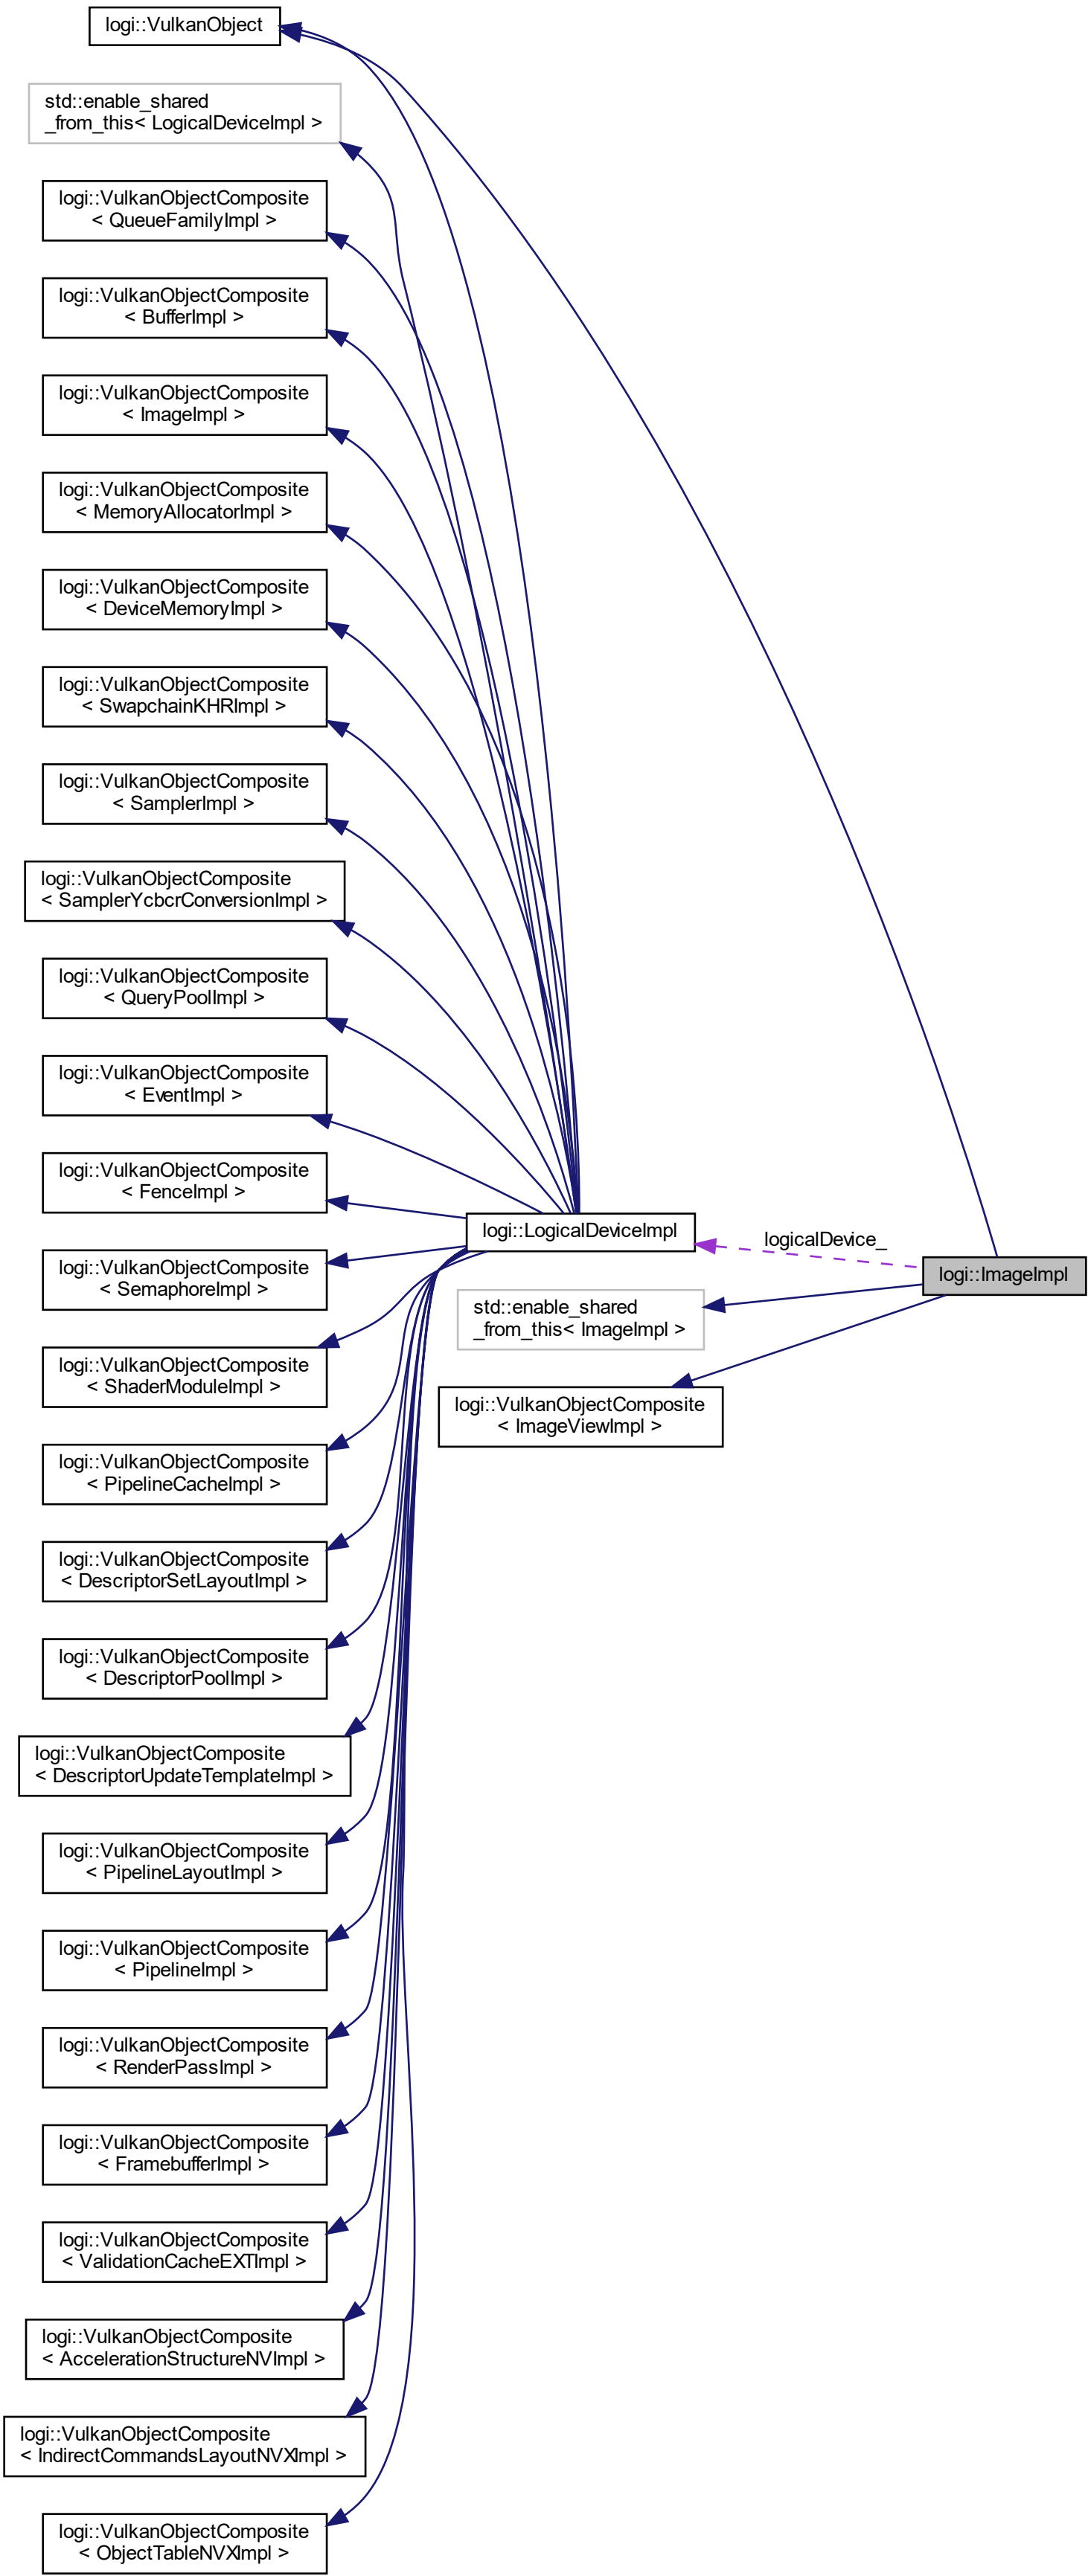 logi::VulkanObject
std::enable_shared
_from_this< LogicalDeviceImpl >
logi::VulkanObjectComposite
< QueueFamilyImpl >
logi::VulkanObjectComposite
< BufferImpl >
logi::VulkanObjectComposite
< ImageImpl >
logi::VulkanObjectComposite
< MemoryAllocatorImpl >
logi::VulkanObjectComposite
< DeviceMemoryImpl >
logi::VulkanObjectComposite
< SwapchainKHRImpl >
logi::VulkanObjectComposite
< SamplerImpl >
logi::VulkanObjectComposite
< SamplerYcbcrConversionImpl >
logi::VulkanObjectComposite
< QueryPoolImpl >
logi::VulkanObjectComposite
< EventImpl >
logi::VulkanObjectComposite
< FenceImpl >
logi::VulkanObjectComposite
< SemaphoreImpl >
logi::VulkanObjectComposite
< ShaderModuleImpl >
logi::VulkanObjectComposite
< PipelineCacheImpl >
logi::VulkanObjectComposite
< DescriptorSetLayoutImpl >
logi::VulkanObjectComposite
< DescriptorPoolImpl >
logi::VulkanObjectComposite
< DescriptorUpdateTemplateImpl >
logi::VulkanObjectComposite
< PipelineLayoutImpl >
logi::VulkanObjectComposite
< PipelineImpl >
logi::VulkanObjectComposite
< RenderPassImpl >
logi::VulkanObjectComposite
< FramebufferImpl >
logi::VulkanObjectComposite
< ValidationCacheEXTImpl >
logi::VulkanObjectComposite
< AccelerationStructureNVImpl >
logi::VulkanObjectComposite
< IndirectCommandsLayoutNVXImpl >
logi::VulkanObjectComposite
< ObjectTableNVXImpl >
logi::LogicalDeviceImpl
std::enable_shared
_from_this< ImageImpl >
logi::VulkanObjectComposite
< ImageViewImpl >
logicalDevice_
logi::ImageImpl